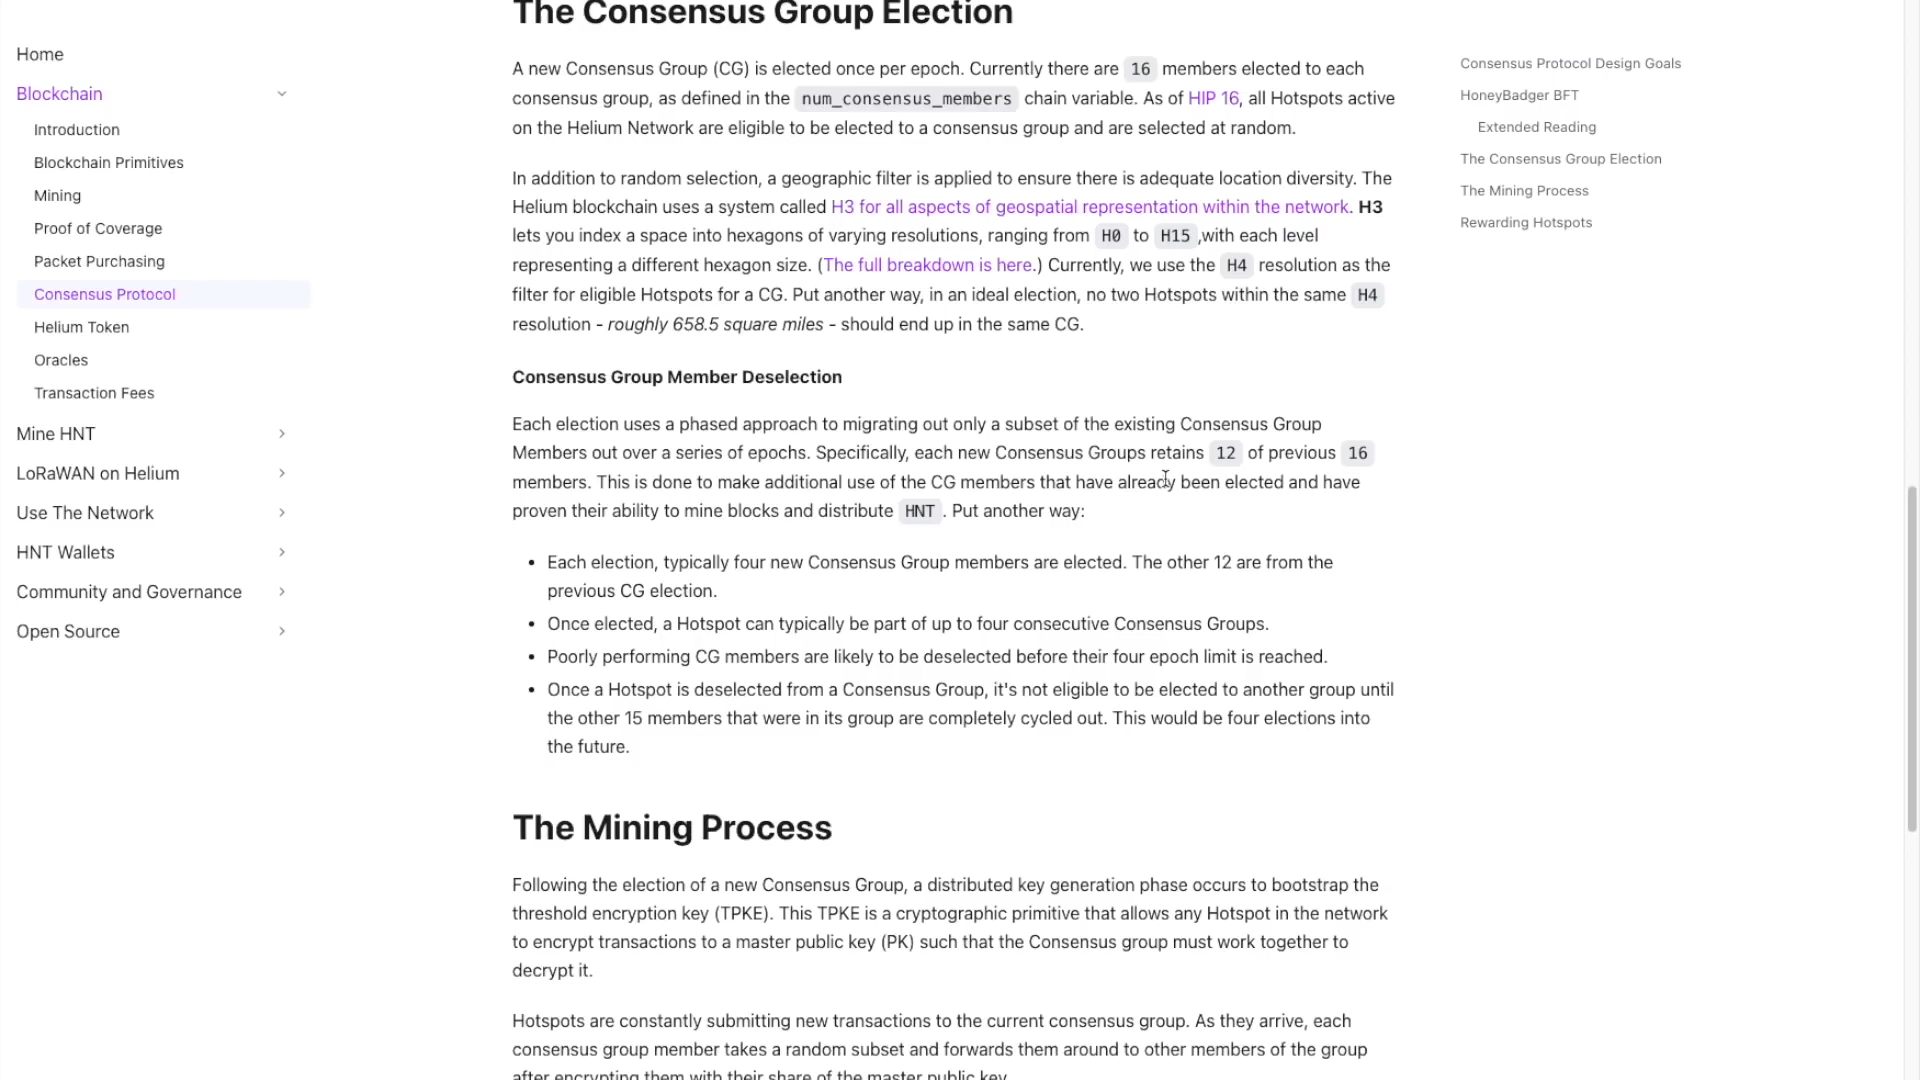 Home
Blockchain
Introduction
Blockchain Primitives
Mining
Proof of Coverage
Packet Purchasing
Consensus Protocol
Helium Token
Oracles
Transaction Fees
Mine HNT
LoRaWAN on Helium
Use The Network
HNT Wallets
Community and Governance
Open Source
The Consensus Group Election
A new Consensus Group (CG) is elected once per epoch. Currently there are 16 members elected to each
consensus group, as defined in the num_consensus_members chain variable. As of HIP 16, all Hotspots active
on the Helium Network are eligible to be elected to a consensus group and are selected at random.
In addition to random selection, a geographic filter is applied to ensure there is adequate location diversity. The
Helium blockchain uses a system called H3 for all aspects of geospatial representation within the network. H3
lets you index a space into hexagons of varying resolutions, ranging from H0 to H15 ,with each level
representing a different hexagon size. (The full breakdown is here.) Currently, we use the H4 resolution as the
filter for eligible Hotspots for a CG. Put another way, in an ideal election, no two Hotspots within the same H4
resolution - roughly 658.5 square miles - should end up in the same CG.
Consensus Group Member Deselection
Each election uses a phased approach to migrating out only a subset of the existing Consensus Group
Members out over a series of epochs. Specifically, each new Consensus Groups retains 12 of previous 16
members. This is done to make additional use of the CG members that have already been elected and have
proven their ability to mine blocks and distribute HNT . Put another way:
• Each election, typically four new Consensus Group members are elected. The other 12 are from the
previous CG election.
• Once elected, a Hotspot can typically be part of up to four consecutive Consensus Groups.
• Poorly performing CG members are likely to be deselected before their four epoch limit is reached.
• Once a Hotspot is deselected from a Consensus Group, it's not eligible to be elected to another group until
the other 15 members that were in its group are completely cycled out. This would be four elections into
the future.
The Mining Process
Following the election of a new Consensus Group, a distributed key generation phase occurs to bootstrap the
threshold encryption key (TPKE). This TPKE is a cryptographic primitive that allows any Hotspot in the network
to encrypt transactions to a master public key (PK) such that the Consensus group must work together to
decrypt it.
Hotspots are constantly submitting new transactions to the current consensus group. As they arrive, each
consensus group member takes a random subset and forwards them around to other members of the group
after encrypting them with their share of the master public key.
Consensus Protocol Design Goals
HoneyBadger BFT
Extended Reading
The Consensus Group Election
The Mining Process
Rewarding Hotspots